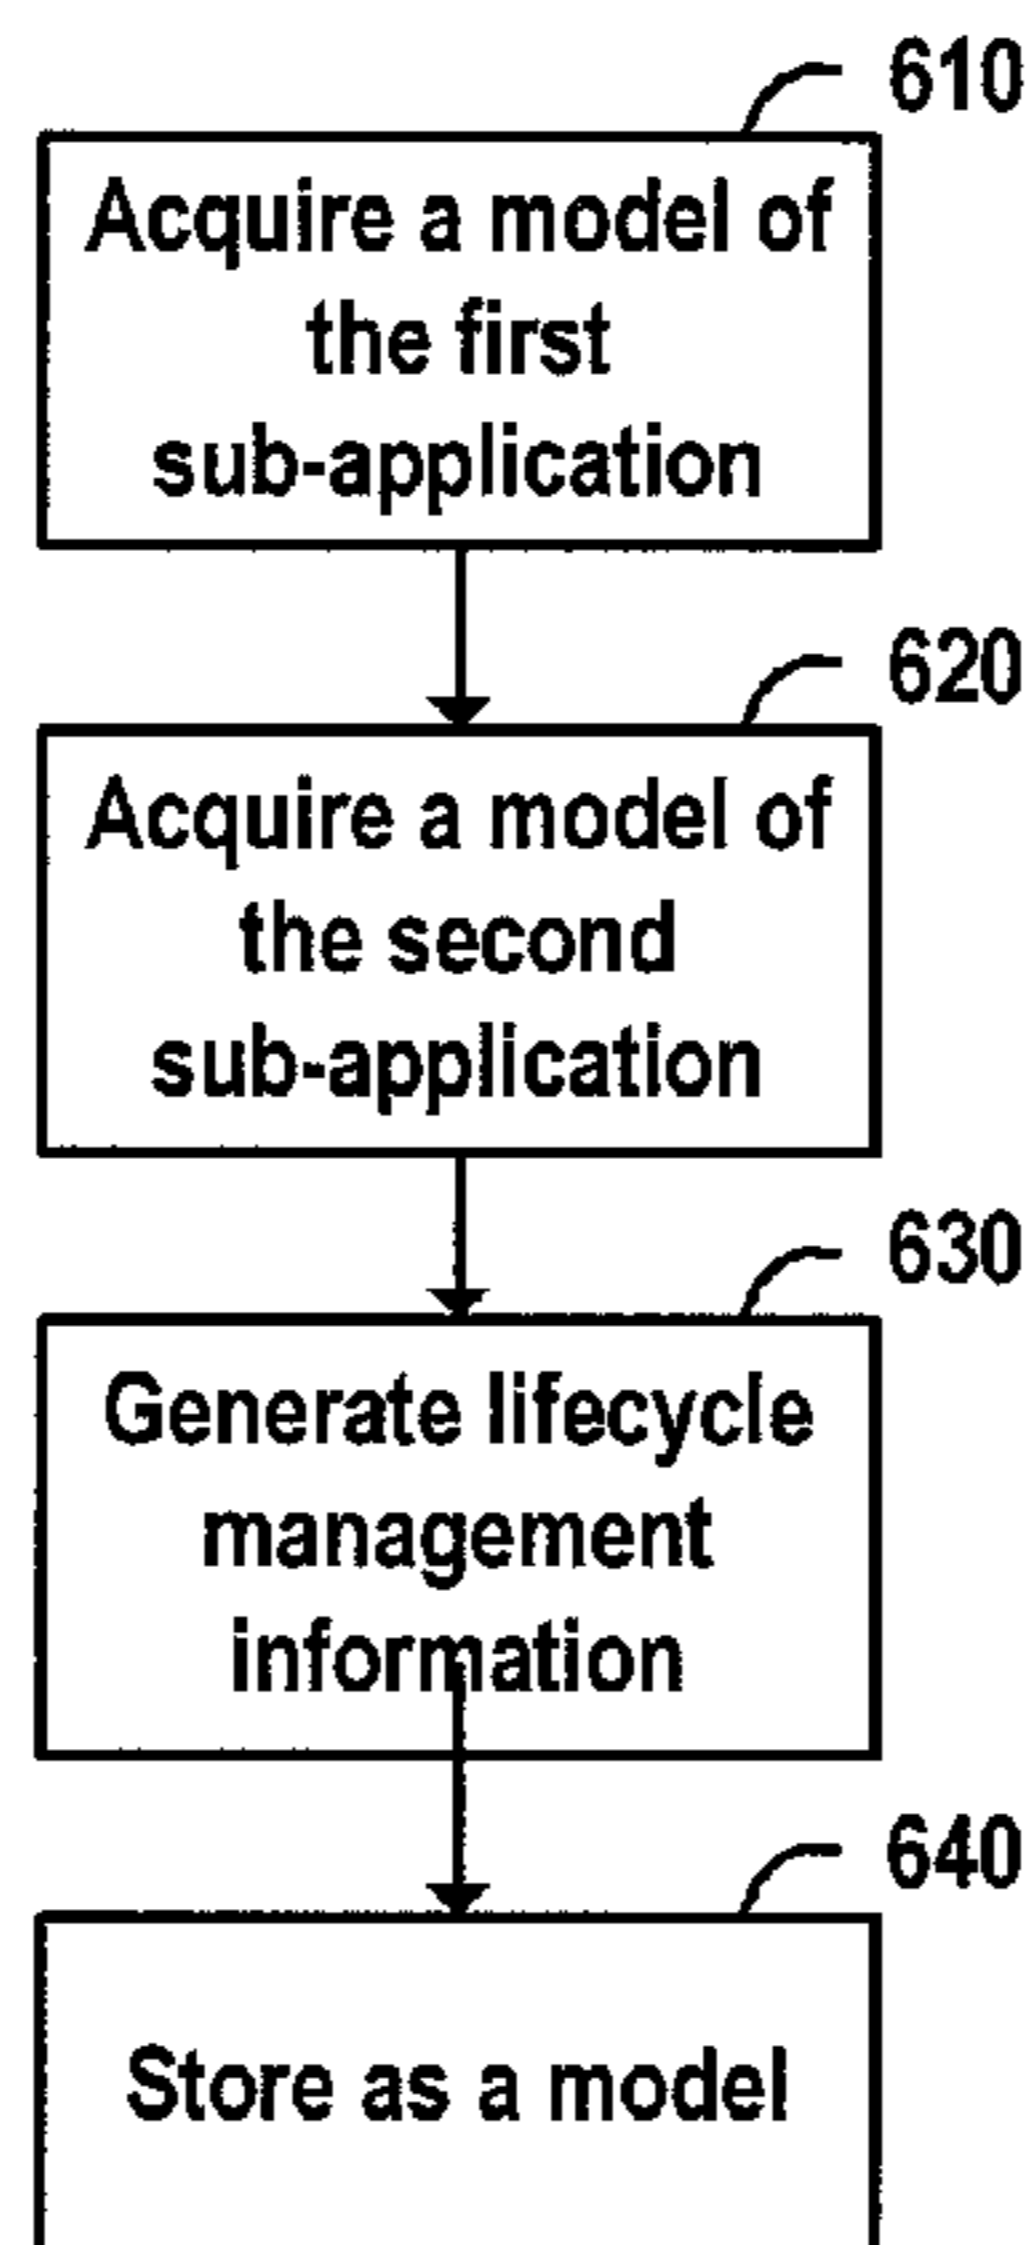 610
Acquire a model of
the first
sub-application
620
Acquire a model of
the second
sub-application
630
Generate lifecycle
management
information
640
Store as a model